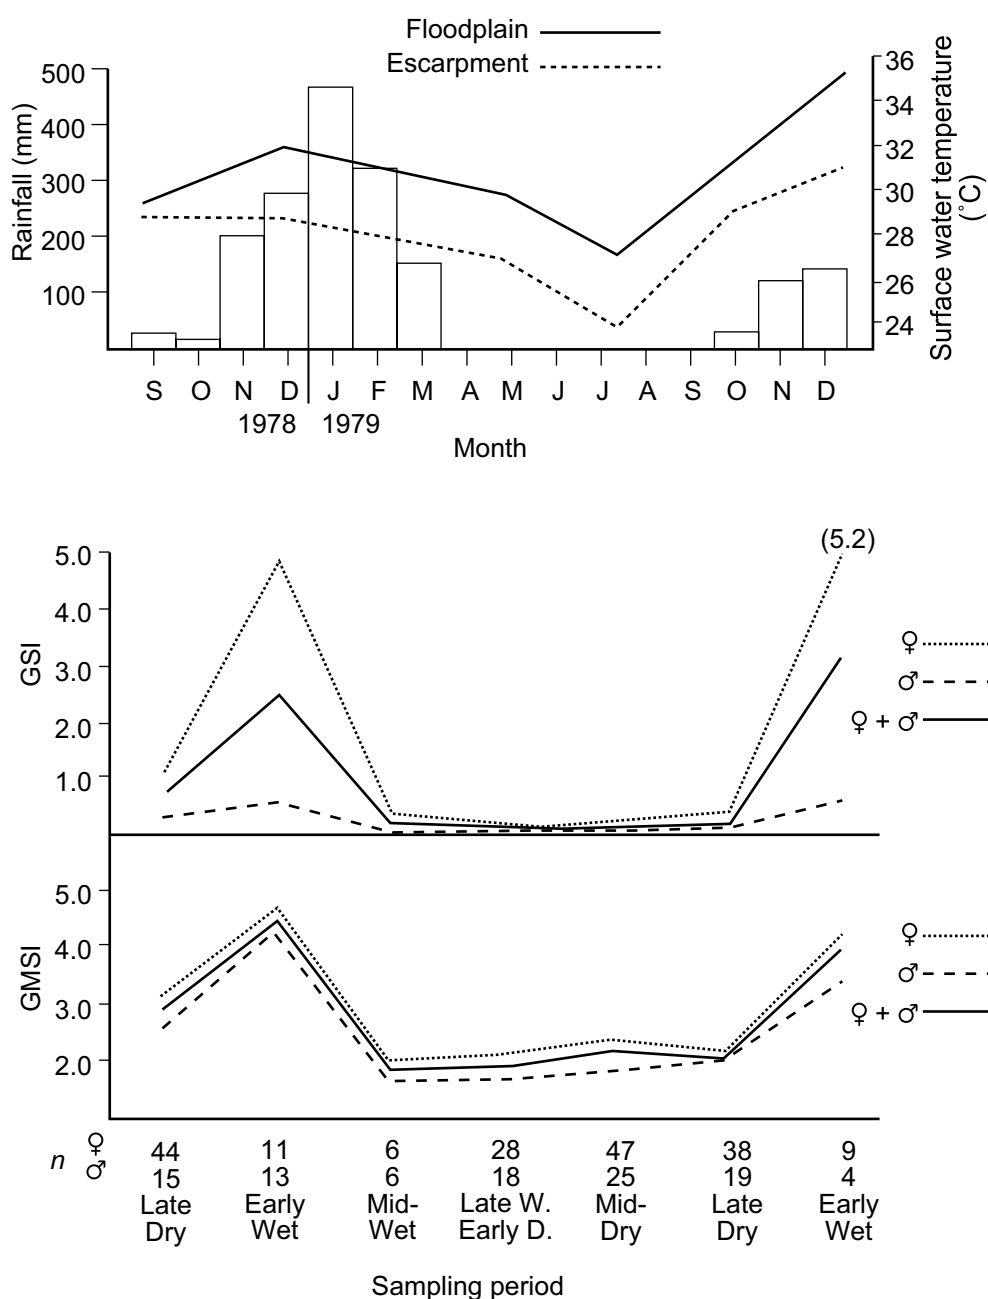 Floodplain
Escarpment
Rainfall (mm)
500
400
300
200
100
Surface water temperature
(˚C)
36
34
32
30
28
26
24
S O N D J F M A M J J A S O N D
1978 1979
Month
(5.2)
GSI
5.0
4.0
3.0
2.0
1.0
♀
♂
♀ + ♂
GMSI
5.0
4.0
3.0
2.0
♀
♂
♀ + ♂
n ♀ 44 11 6 28 47 38 9
♂ 15 13 6 18 25 19 4
Late Early Mid- Late W. Mid- Late Early
Dry Wet Wet Early D. Dry Dry Wet
Sampling period